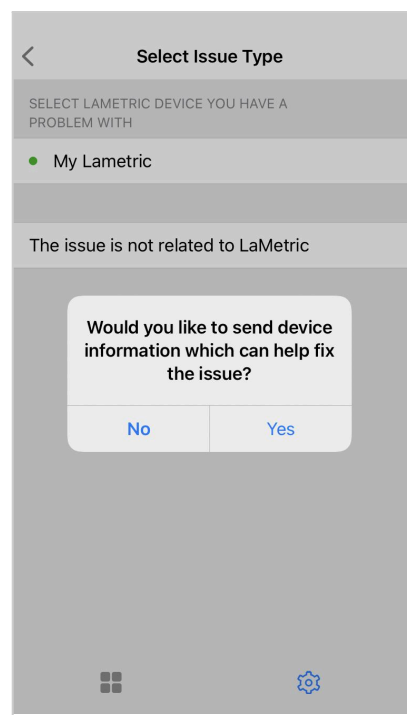 Select Issue Type
SELECT LAMETRIC DEVICE YOU HAVE A
PROBLEM WITH
My Lametric
The issue is not related to LaMetric
Would you like to send device
information which can help fix
the issue?
No
Yes